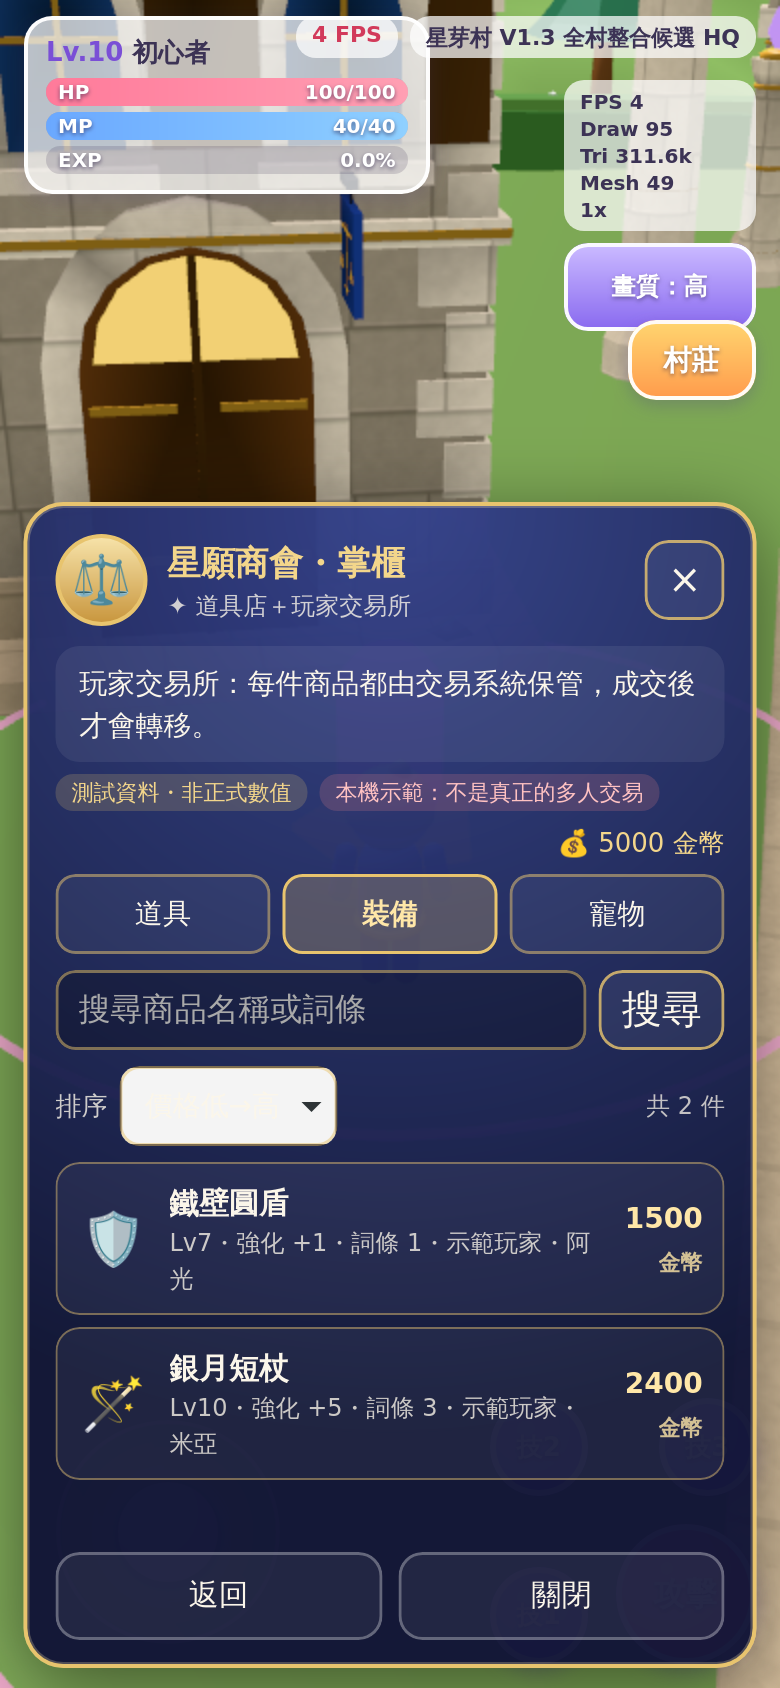 Lv.10 初心者
4 FPS
星芽村 V1.3 全村整合候選 HQ
HP 100/100
MP 40/40
EXP 0.0%
FPS 4
Draw 95
Tri 311.6k
Mesh 49
1x
畫質：高
村莊
星願商會・掌櫃
✦ 道具店＋玩家交易所
×
玩家交易所：每件商品都由交易系統保管，成交後
才會轉移。
測試資料・非正式數值
本機示範：不是真正的多人交易
5000 金幣
道具
裝備
寵物
搜尋商品名稱或詞條
搜尋
排序
價格低→高
共 2 件
鐵壁圓盾
Lv7・強化 +1・詞條 1・示範玩家・阿
光
1500
金幣
銀月短杖
Lv10・強化 +5・詞條 3・示範玩家・
米亞
2400
金幣
技2
返回
關閉